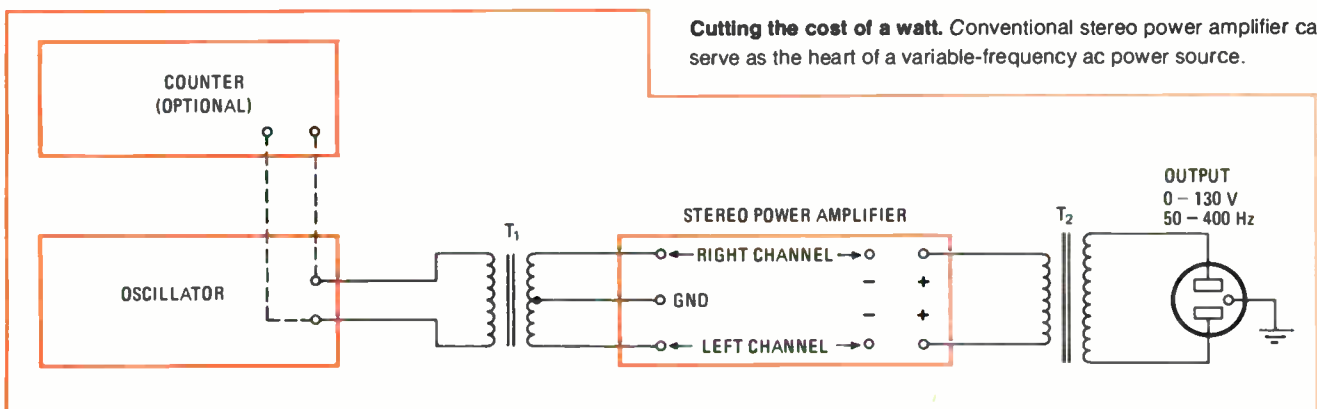 Cutting the cost of a watt. Conventional stereo power amplifier ca
serve as the heart of a variable-frequency ac power source.
COUNTER
(OPTIONAL)
OSCILLATOR
T1
STEREO POWER AMPLIFIER
RIGHT CHANNEL
GND
LEFT CHANNEL
− +
− +
T2
OUTPUT
0 – 130 V
50 – 400 Hz